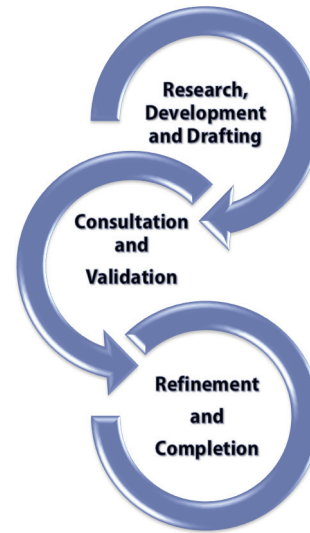 Research,
Development
and Drafting
Consultation
and
Validation
Refinement
and
Completion